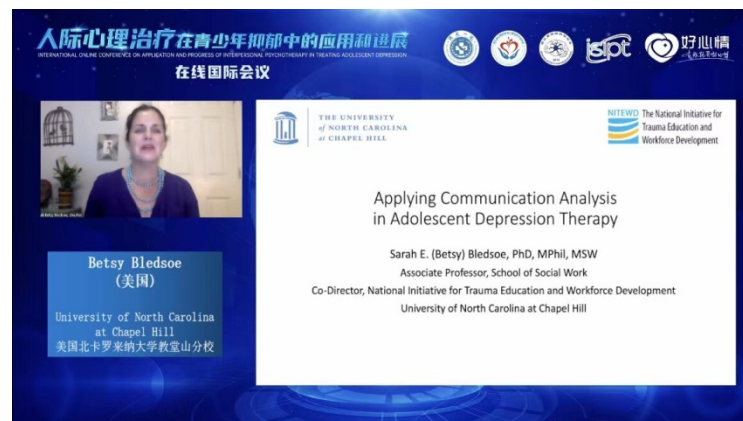 人际心理治疗在青少年抑郁中的应用和进展
INTERNATIONAL ONLINE CONFERENCE ON APPLICATION AND PROGRESS OF INTERPERSONAL PSYCHOTHERAPY IN TREATING ADOLESCENT DEPRESSION
在线国际会议
isipt
好心情
THE UNIVERSITY
of NORTH CAROLINA
at CHAPEL HILL
NITEWD The National Initiative for
Trauma Education and
Workforce Development
Applying Communication Analysis
in Adolescent Depression Therapy
Sarah E. (Betsy) Bledsoe, PhD, MPhil, MSW
Associate Professor, School of Social Work
Co-Director, National Initiative for Trauma Education and Workforce Development
University of North Carolina at Chapel Hill
Betsy Bledsoe
(美国)
University of North Carolina
at Chapel Hill
美国北卡罗来纳大学教堂山分校